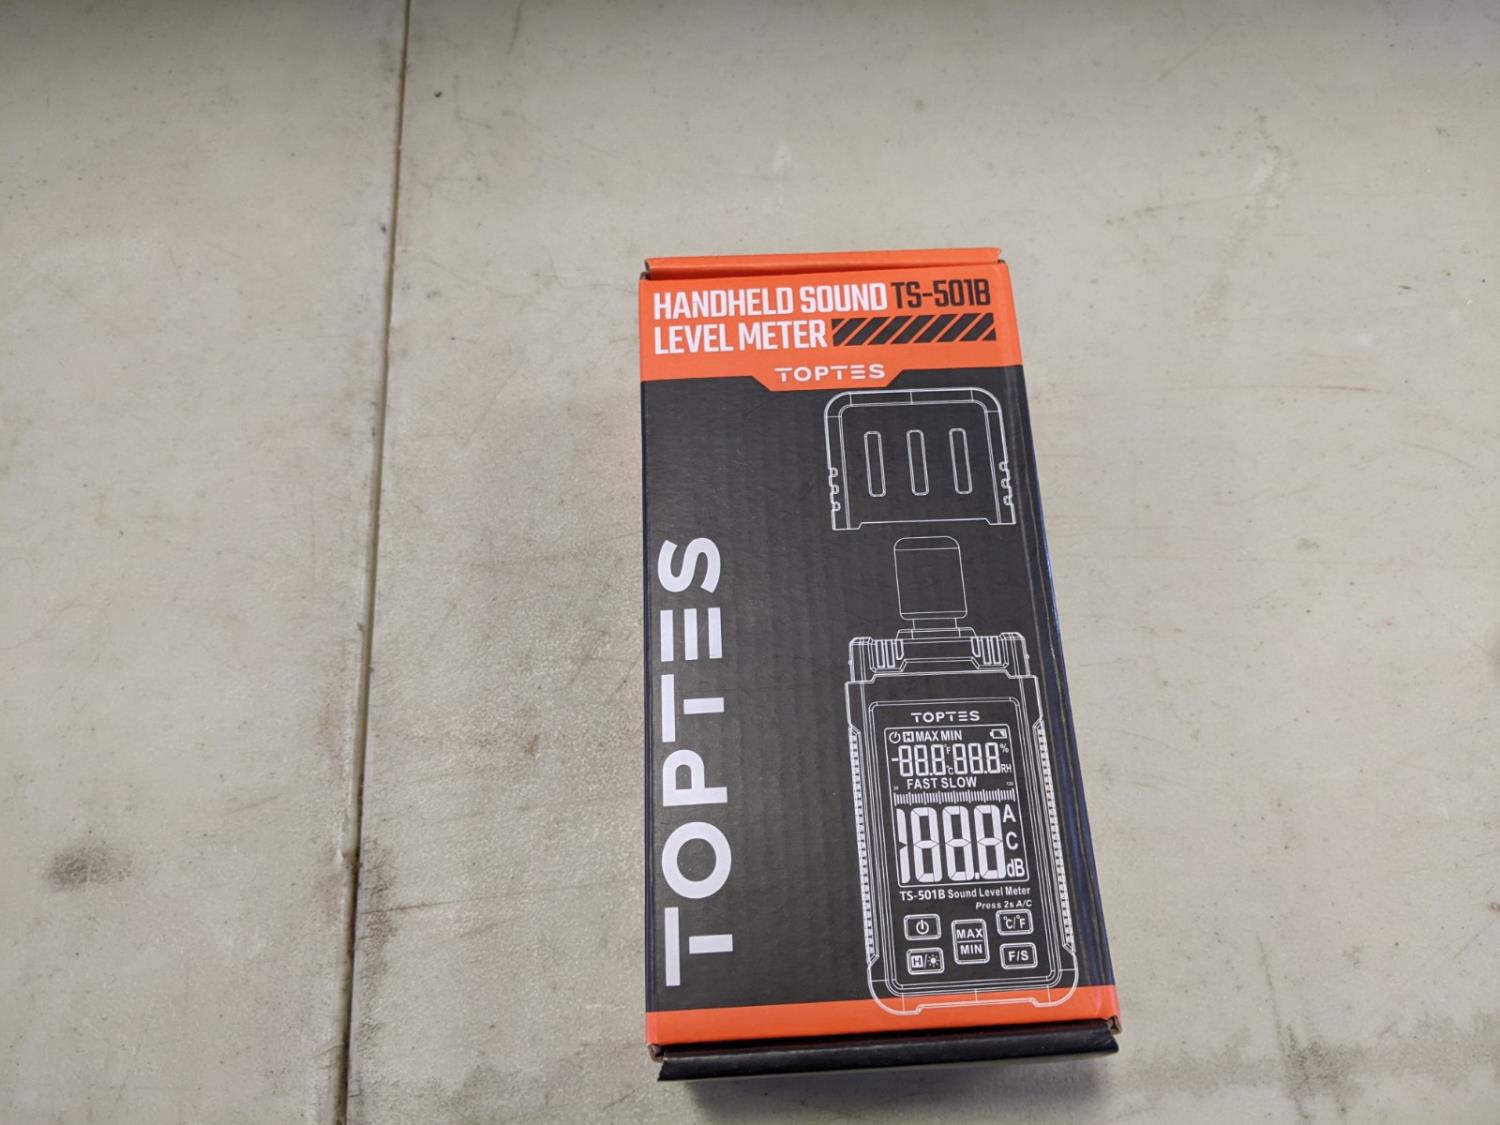 HANDHELD SOUND TS-501B
LEVEL METER
TOPTES
TOPTES
TOPTES
H MAX MIN
-88.8 °F °C 88.8 % RH
FAST SLOW
188.8 A C dB
TS-501B Sound Level Meter
Press 2s A/C
MAX
MIN
°C/°F
H/
F/S